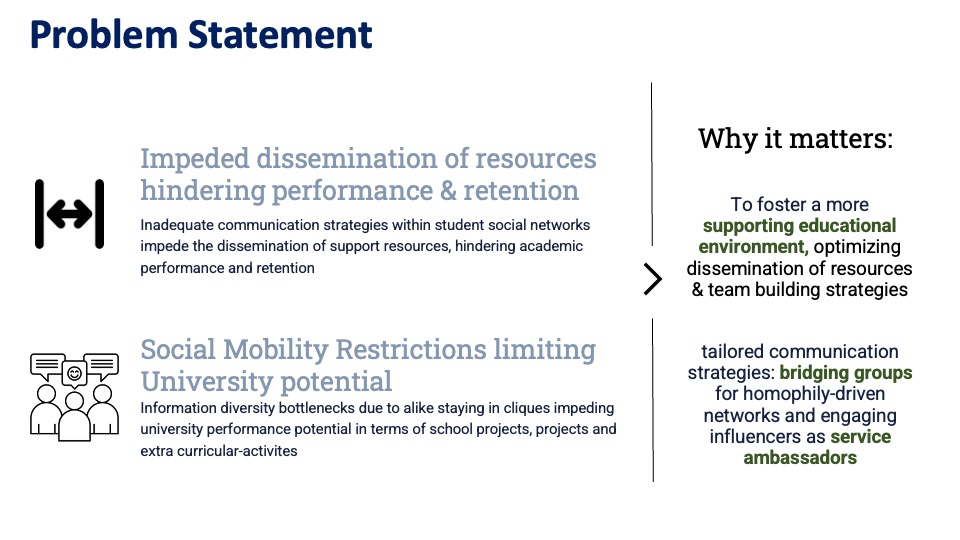 Problem Statement
Impeded dissemination of resources
hindering performance & retention
Inadequate communication strategies within student social networks
impede the dissemination of support resources, hindering academic
performance and retention
Social Mobility Restrictions limiting
University potential
Information diversity bottlenecks due to alike staying in cliques impeding
university performance potential in terms of school projects, projects and
extra curricular-activites
Why it matters:
To foster a more
supporting educational
environment, optimizing
dissemination of resources
& team building strategies
tailored communication
strategies: bridging groups
for homophily-driven
networks and engaging
influencers as service
ambassadors